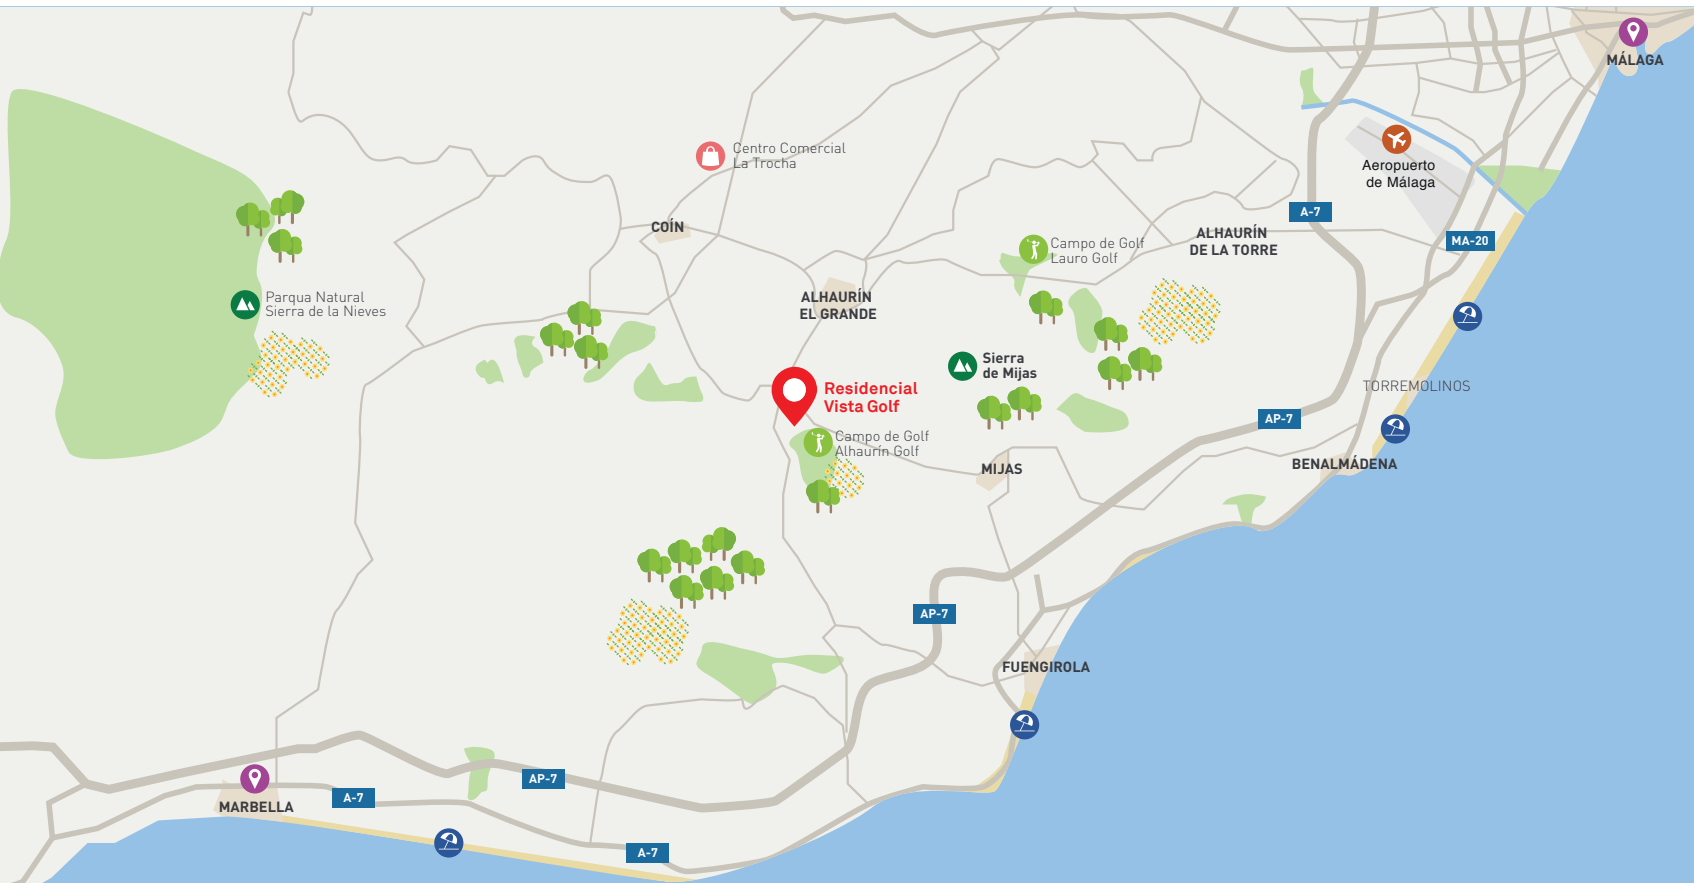 MÁLAGA
Centro Comercial
La Trocha
Aeropuerto
de Málaga
A-7
COÍN
ALHAURÍN
DE LA TORRE
MA-20
Campo de Golf
Lauro Golf
Parqua Natural
Sierra de la Nieves
ALHAURÍN
EL GRANDE
Sierra
de Mijas
TORREMOLINOS
Residencial
Vista Golf
AP-7
Campo de Golf
Alhaurín Golf
BENALMÁDENA
MIJAS
AP-7
FUENGIROLA
AP-7
A-7
MARBELLA
A-7